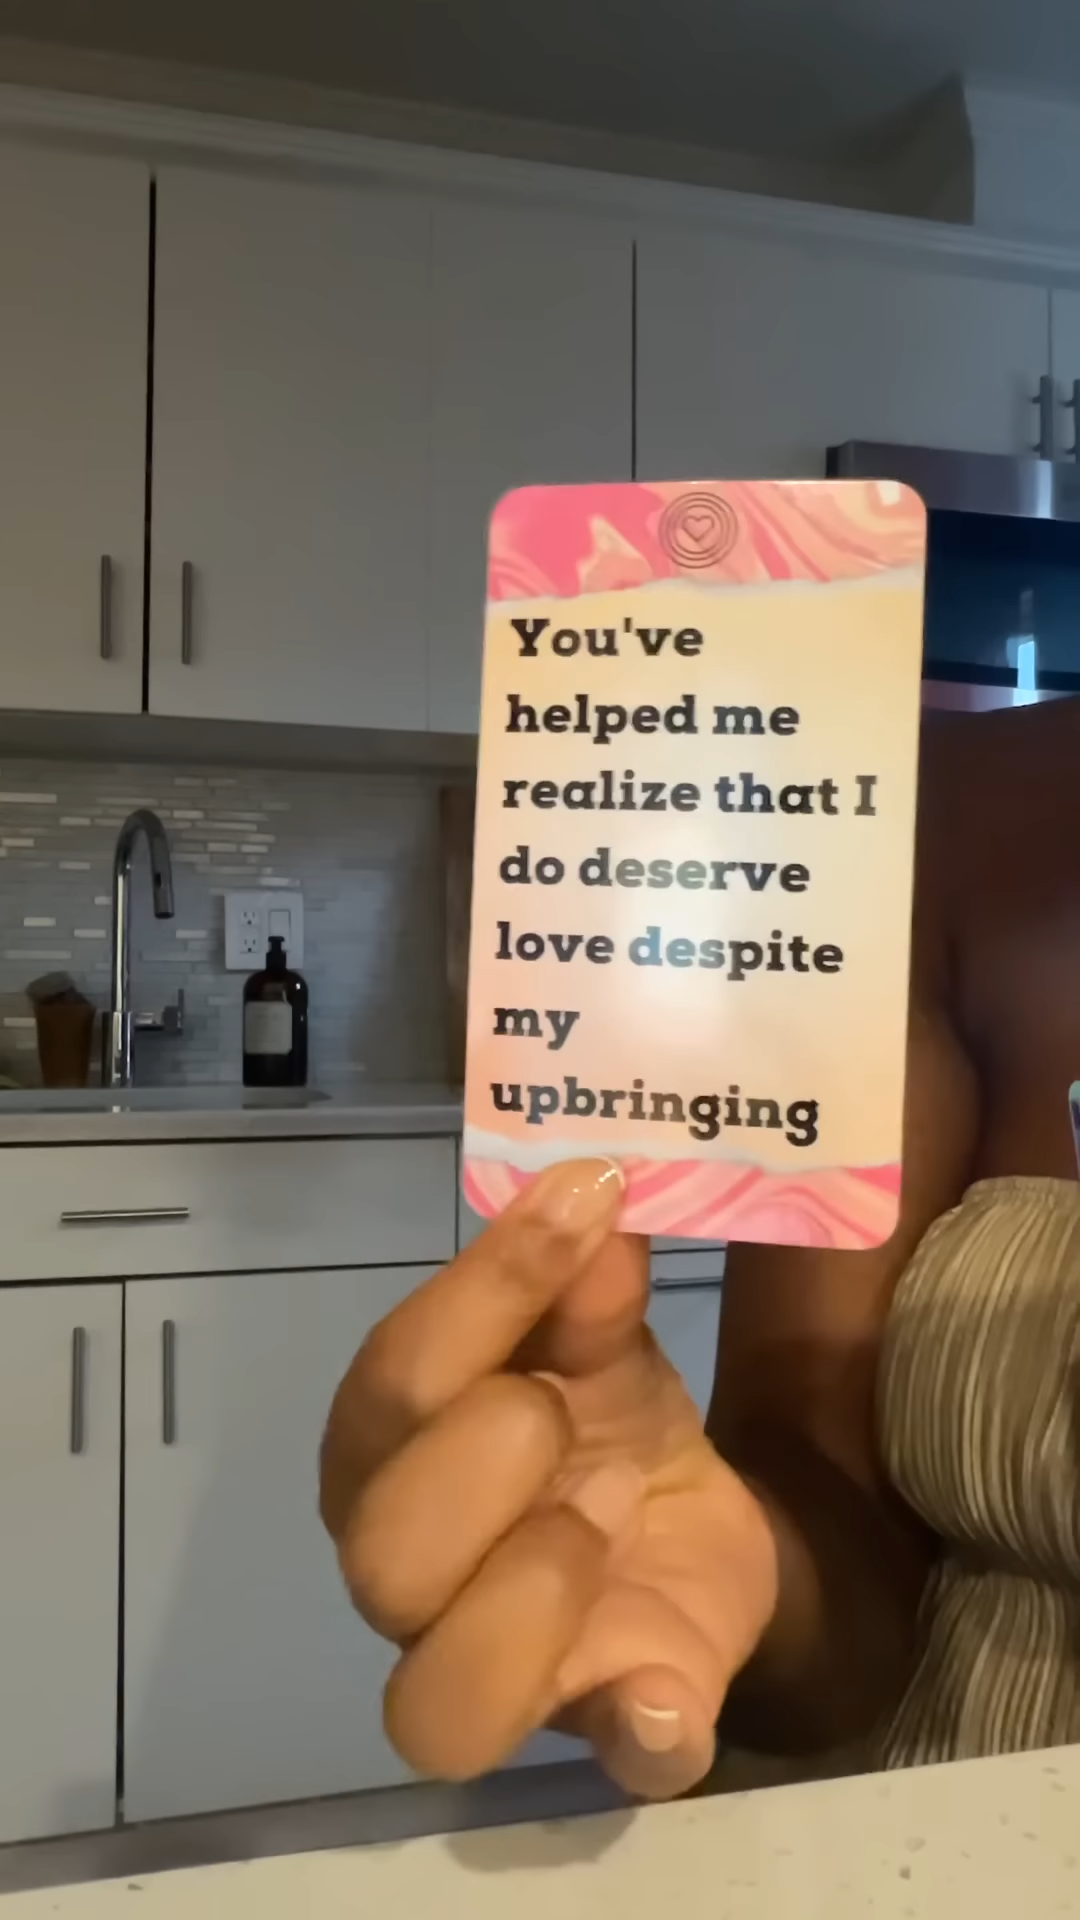 You've
helped me
realize that I
do deserve
love despite
my
upbringing